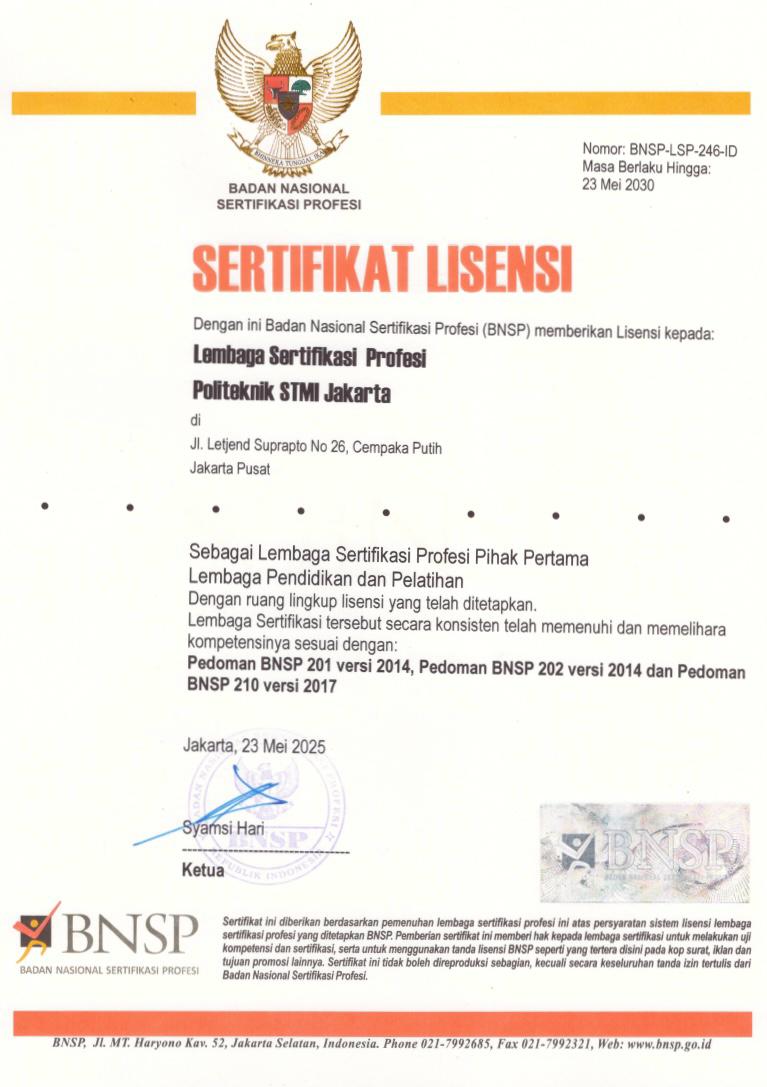 BHINNEKA TUNGGAL IKA
BADAN NASIONAL
SERTIFIKASI PROFESI
Nomor: BNSP-LSP-246-ID
Masa Berlaku Hingga:
23 Mei 2030
SERTIFIKAT LISENSI
Dengan ini Badan Nasional Sertifikasi Profesi (BNSP) memberikan Lisensi kepada:
Lembaga Sertifikasi Profesi
Politeknik STMI Jakarta
di
Jl. Letjend Suprapto No 26, Cempaka Putih
Jakarta Pusat
Sebagai Lembaga Sertifikasi Profesi Pihak Pertama
Lembaga Pendidikan dan Pelatihan
Dengan ruang lingkup lisensi yang telah ditetapkan.
Lembaga Sertifikasi tersebut secara konsisten telah memenuhi dan memelihara
kompetensinya sesuai dengan:
Pedoman BNSP 201 versi 2014, Pedoman BNSP 202 versi 2014 dan Pedoman
BNSP 210 versi 2017
Jakarta, 23 Mei 2025
Syamsi Hari
BNSP
REPUBLIK INDONESIA
Ketua
BNSP
BNSP
BADAN NASIONAL SERTIFIKASI PROFESI
Sertifikat ini diberikan berdasarkan pemenuhan lembaga sertifikasi profesi ini atas persyaratan sistem lisensi lembaga
sertifikasi profesi yang ditetapkan BNSP. Pemberian sertifikat ini memberi hak kepada lembaga sertifikasi untuk melakukan uji
kompetensi dan sertifikasi, serta untuk menggunakan tanda lisensi BNSP seperti yang tertera disini pada kop surat, iklan dan
tujuan promosi lainnya. Sertifikat ini tidak boleh direproduksi sebagian, kecuali secara keseluruhan tanda izin tertulis dari
Badan Nasional Sertifikasi Profesi.
BNSP, Jl. MT. Haryono Kav. 52, Jakarta Selatan, Indonesia. Phone 021-7992685, Fax 021-7992321, Web: www.bnsp.go.id